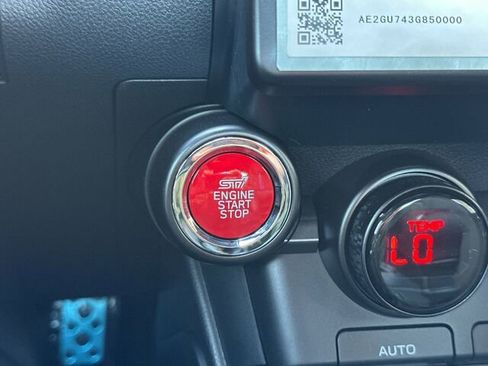 AE2GU743G850000
STI
ENGINE
START
STOP
TEMP
LO
AUTO